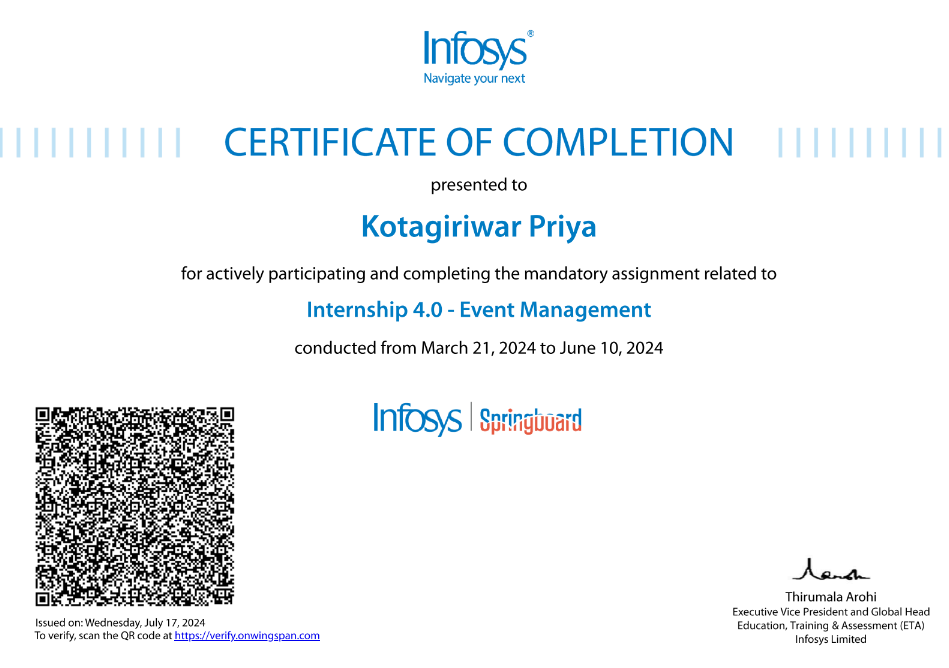 Infosys®
Navigate your next
CERTIFICATE OF COMPLETION
presented to
Kotagiriwar Priya
for actively participating and completing the mandatory assignment related to
Internship 4.0 - Event Management
conducted from March 21, 2024 to June 10, 2024
Infosys | Springboard
Thirumala Arohi
Executive Vice President and Global Head
Education, Training & Assessment (ETA)
Infosys Limited
Issued on: Wednesday, July 17, 2024
To verify, scan the QR code at https://verify.onwingspan.com